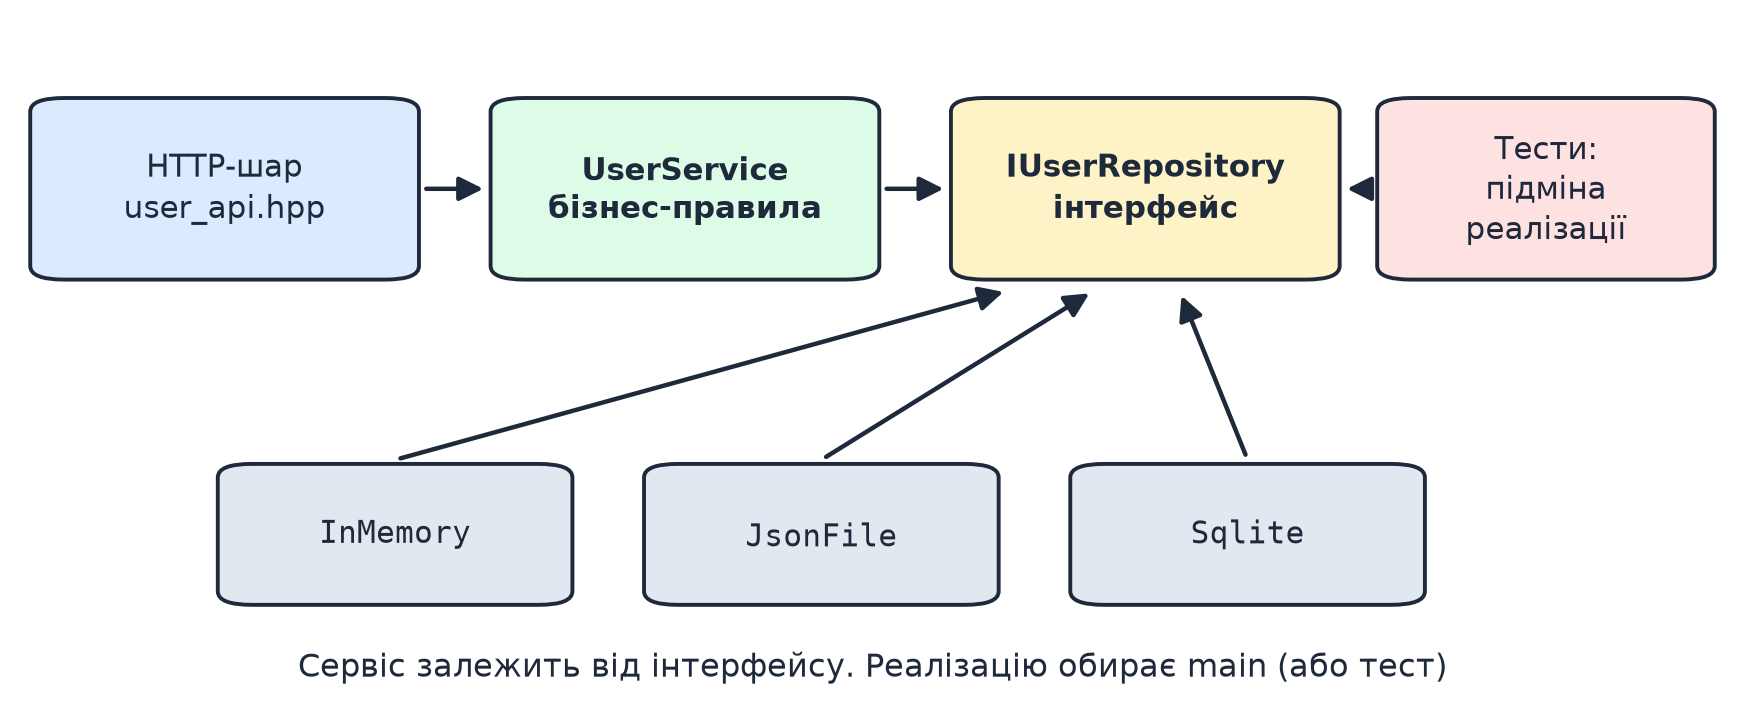 HTTP-шар
user_api.hpp
UserService
бізнес-правила
IUserRepository
інтерфейс
Тести:
підміна
реалізації
InMemory
JsonFile
Sqlite
Сервіс залежить від інтерфейсу. Реалізацію обирає main (або тест)